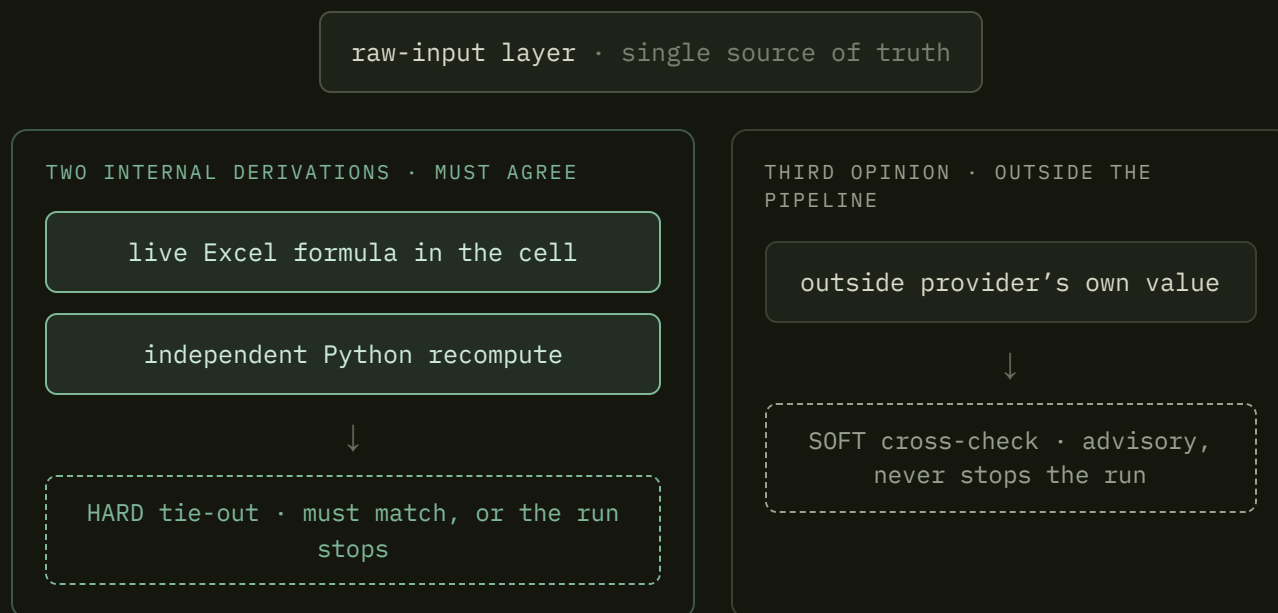 raw-input layer · single source of truth
TWO INTERNAL DERIVATIONS · MUST AGREE
live Excel formula in the cell
independent Python recompute
↓
HARD tie-out · must match, or the run
stops
THIRD OPINION · OUTSIDE THE
PIPELINE
outside provider’s own value
↓
SOFT cross-check · advisory,
never stops the run